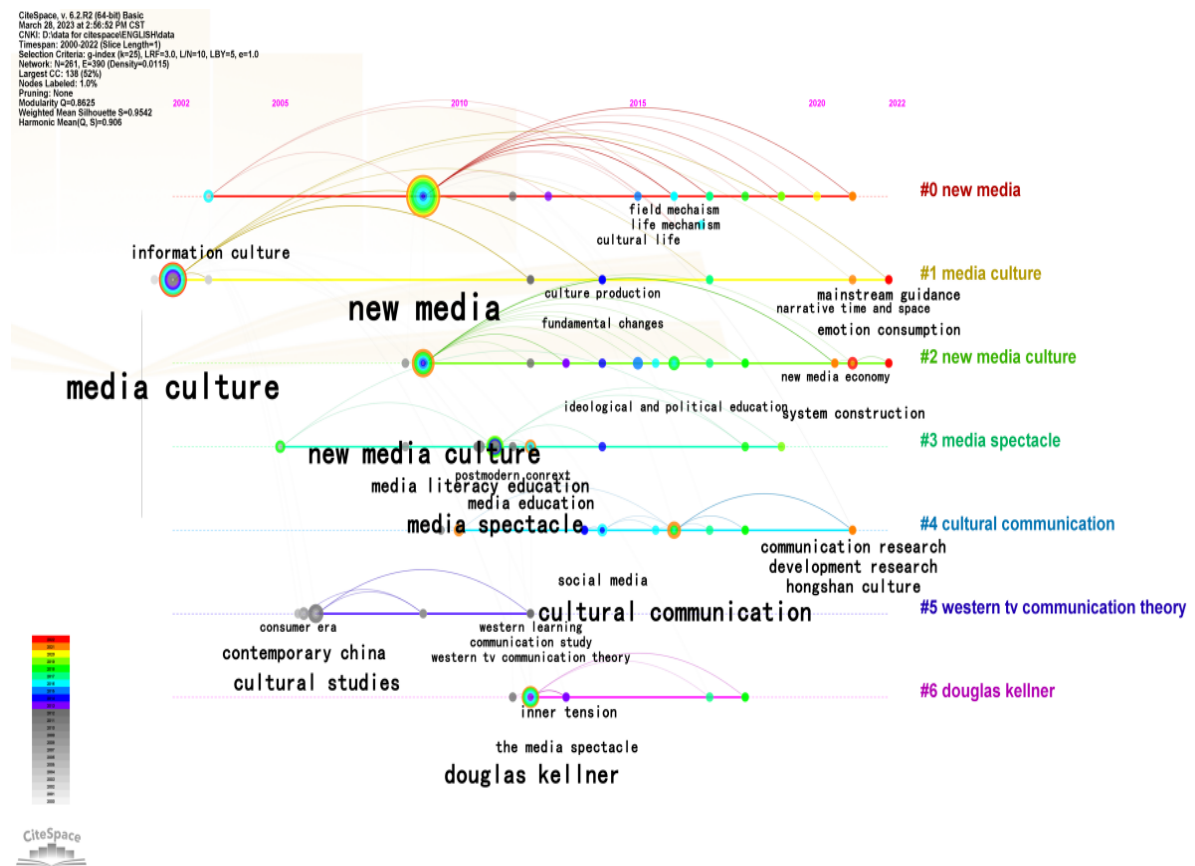 CiteSpace, v. 6.2.R2 (64-bit) Basic
March 28, 2023 at 2:56:52 PM CST
CNKI: D:\data for citespace\ENGLISH\data
Timespan: 2000-2022 (Slice Length=1)
Selection Criteria: g-index (k=25), LRF=3.0, L/N=10, LBY=5, e=1.0
Network: N=261, E=390 (Density=0.0115)
Largest CC: 138 (52%)
Nodes Labeled: 1.0%
Pruning: None
Modularity Q=0.8625
Weighted Mean Silhouette S=0.9542
Harmonic Mean(Q, S)=0.906
2002 2005 2010 2015 2020 2022
#0 new media
field mechaism
life mechanism
cultural life
information culture
#1 media culture
culture production
mainstream guidance
new media
narrative time and space
fundamental changes
emotion consumption
#2 new media culture
new media economy
media culture
ideological and political education
system construction
#3 media spectacle
new media culture
postmodern conrext
media literacy education
media education
media spectacle
#4 cultural communication
communication research
development research
hongshan culture
social media
#5 western tv communication theory
cultural communication
consumer era
western learning
communication study
western tv communication theory
contemporary china
cultural studies
#6 douglas kellner
inner tension
the media spectacle
douglas kellner
CiteSpace